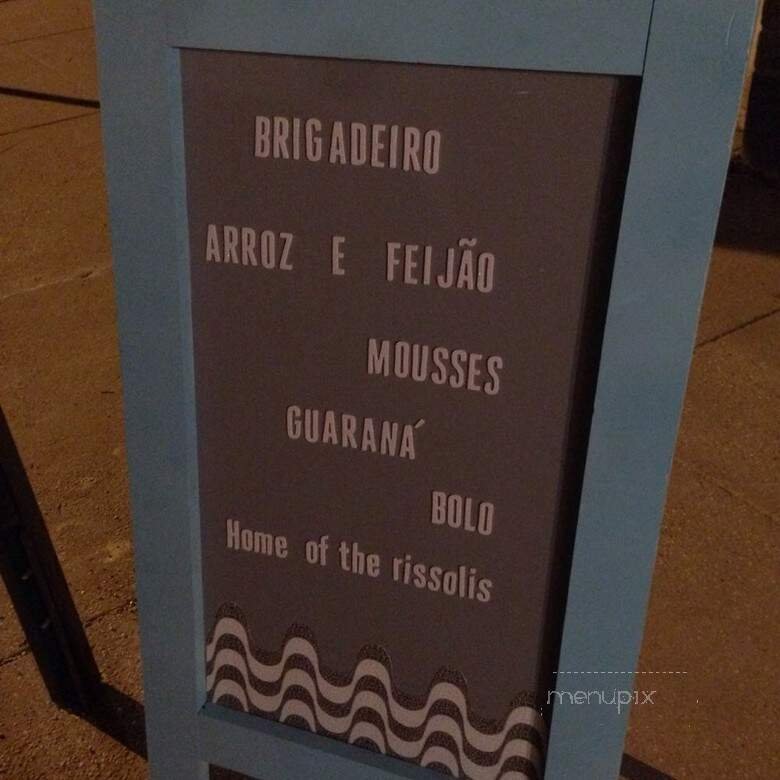 BRIGADEIRO
ARROZ E FEIJÃO
MOUSSES
GUARANÁ
BOLO
Home of the rissolis
menupix